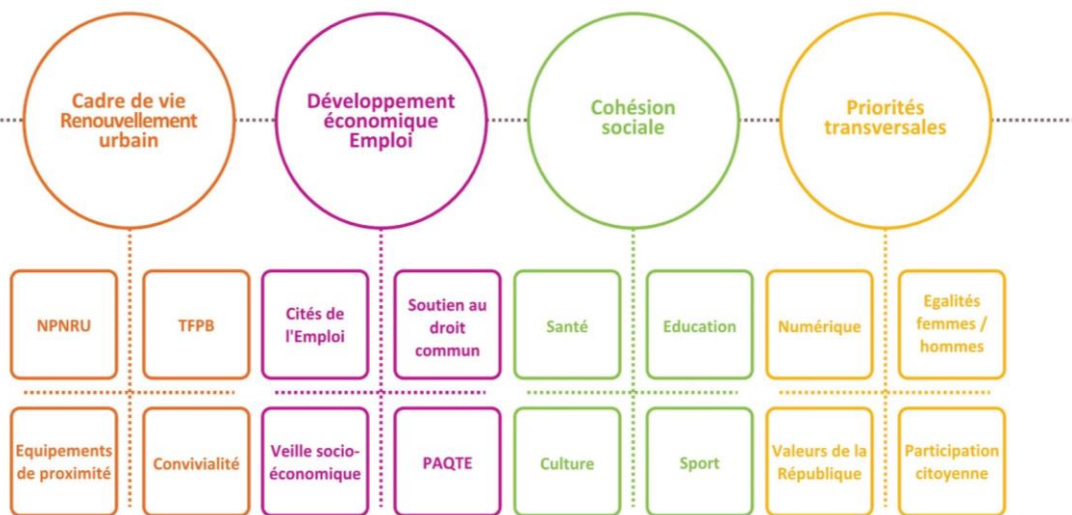 Cadre de vie
Renouvellement
urbain
Développement
économique
Emploi
Cohésion
sociale
Priorités
transversales
NPNRU
TFPB
Cités de
l'Emploi
Soutien au
droit
commun
Santé
Education
Numérique
Egalités
femmes /
hommes
Equipements
de proximité
Convivialité
Veille socio-
économique
PAQTE
Culture
Sport
Valeurs de la
République
Participation
citoyenne